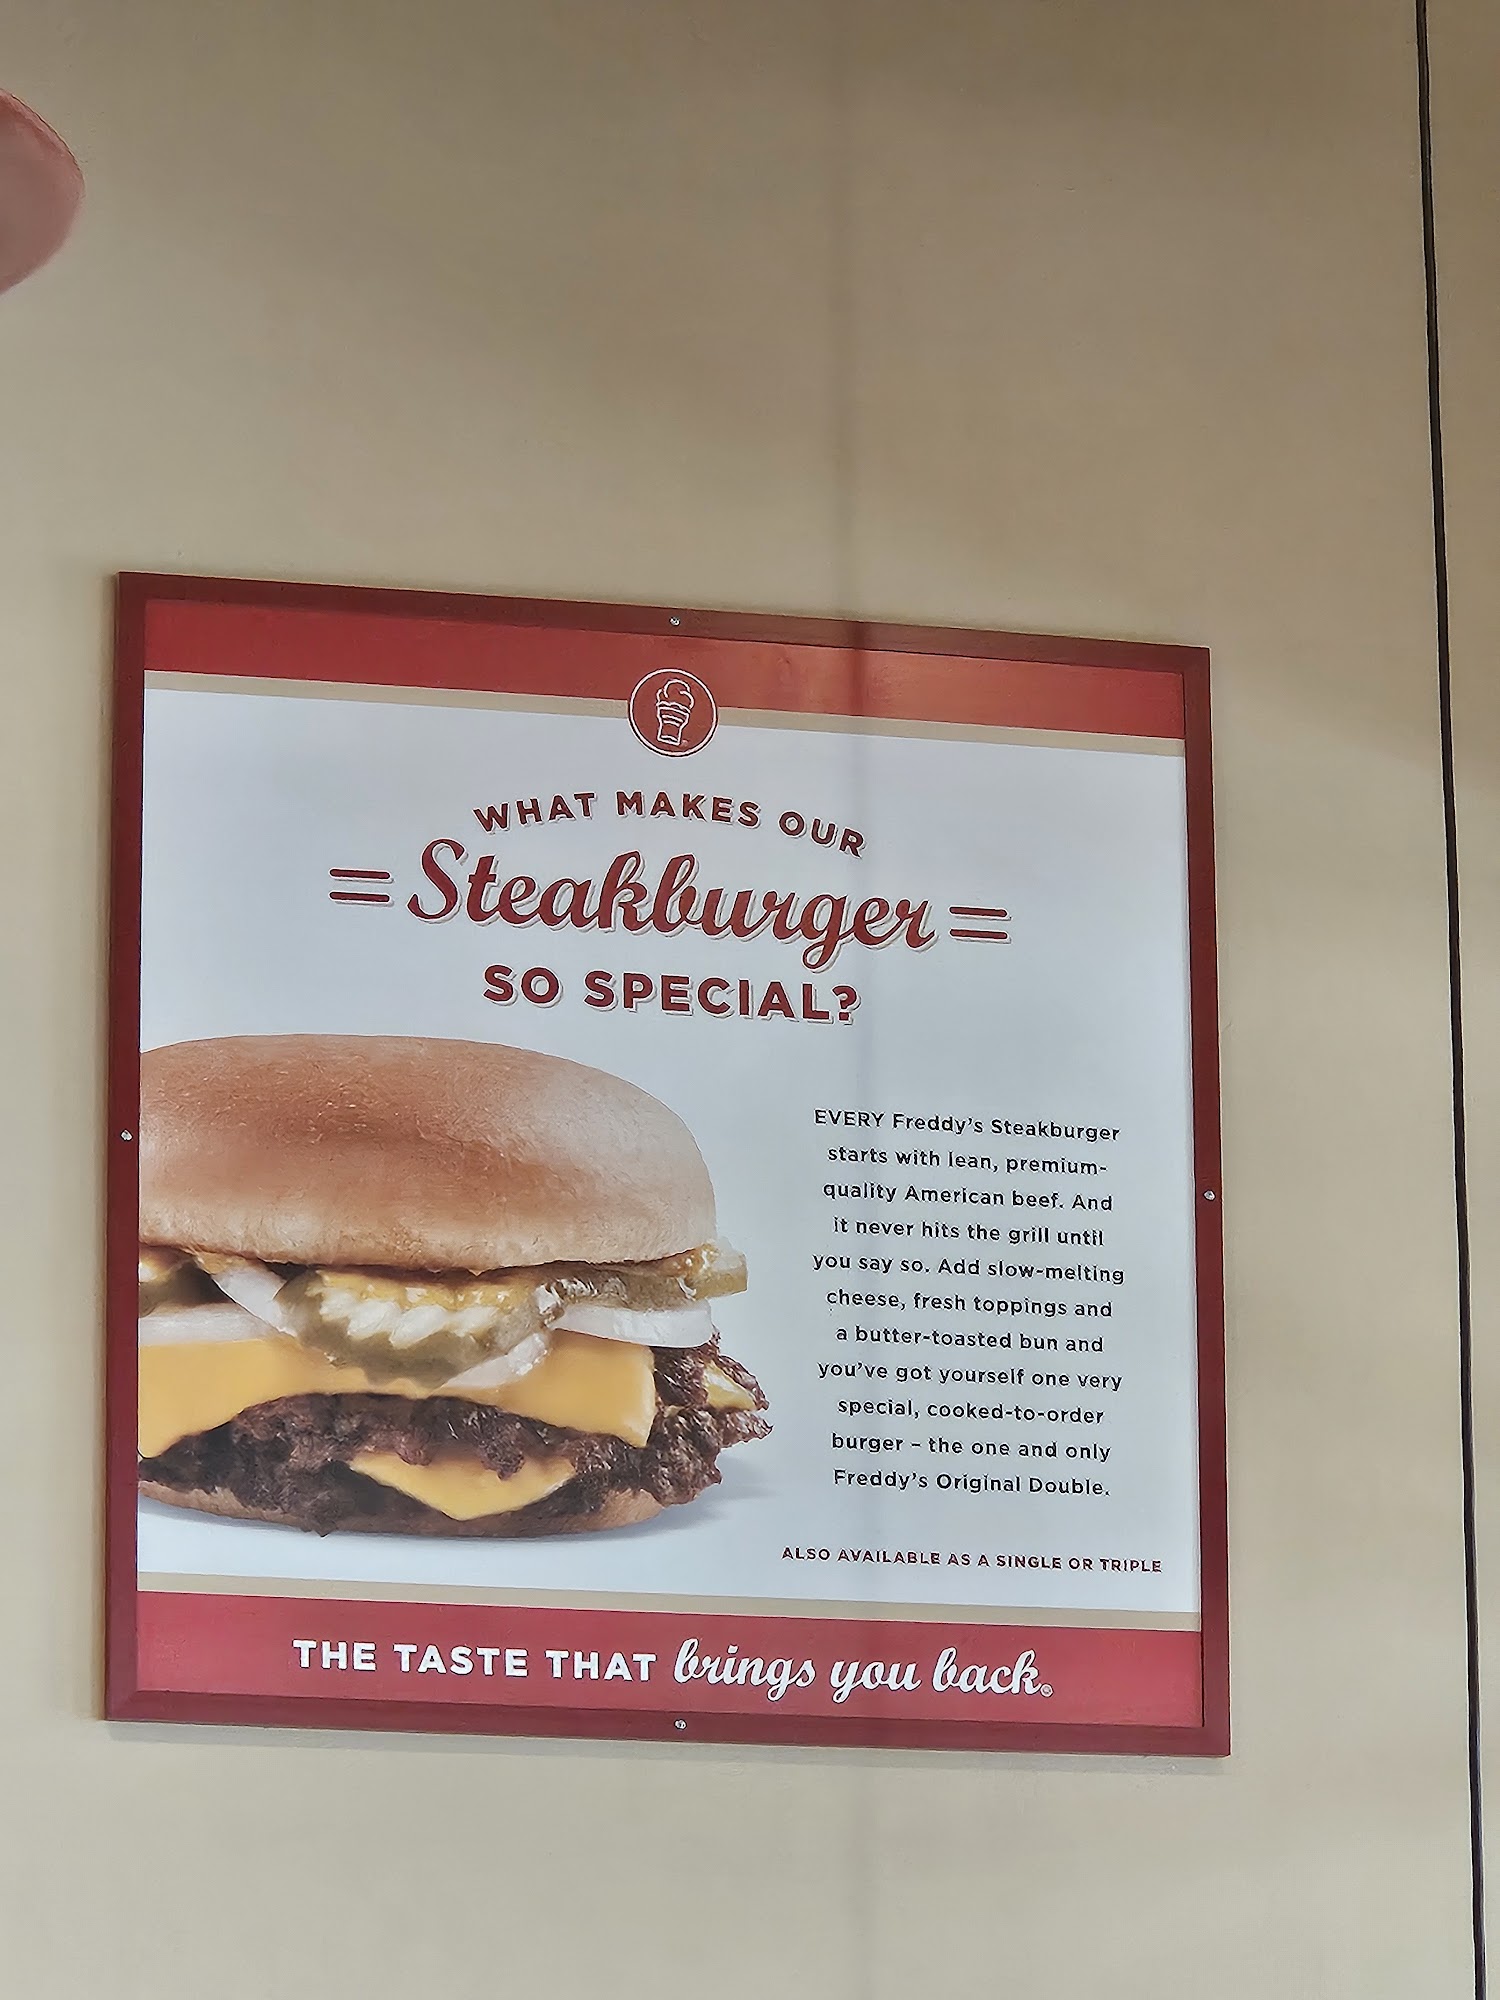 WHAT MAKES OUR
Steakburger
SO SPECIAL?
EVERY Freddy's Steakburger
starts with lean, premium-
quality American beef. And
it never hits the grill until
you say so. Add slow-melting
cheese, fresh toppings and
a butter-toasted bun and
you've got yourself one very
special, cooked-to-order
burger – the one and only
Freddy's Original Double.
ALSO AVAILABLE AS A SINGLE OR TRIPLE
THE TASTE THAT brings you back®